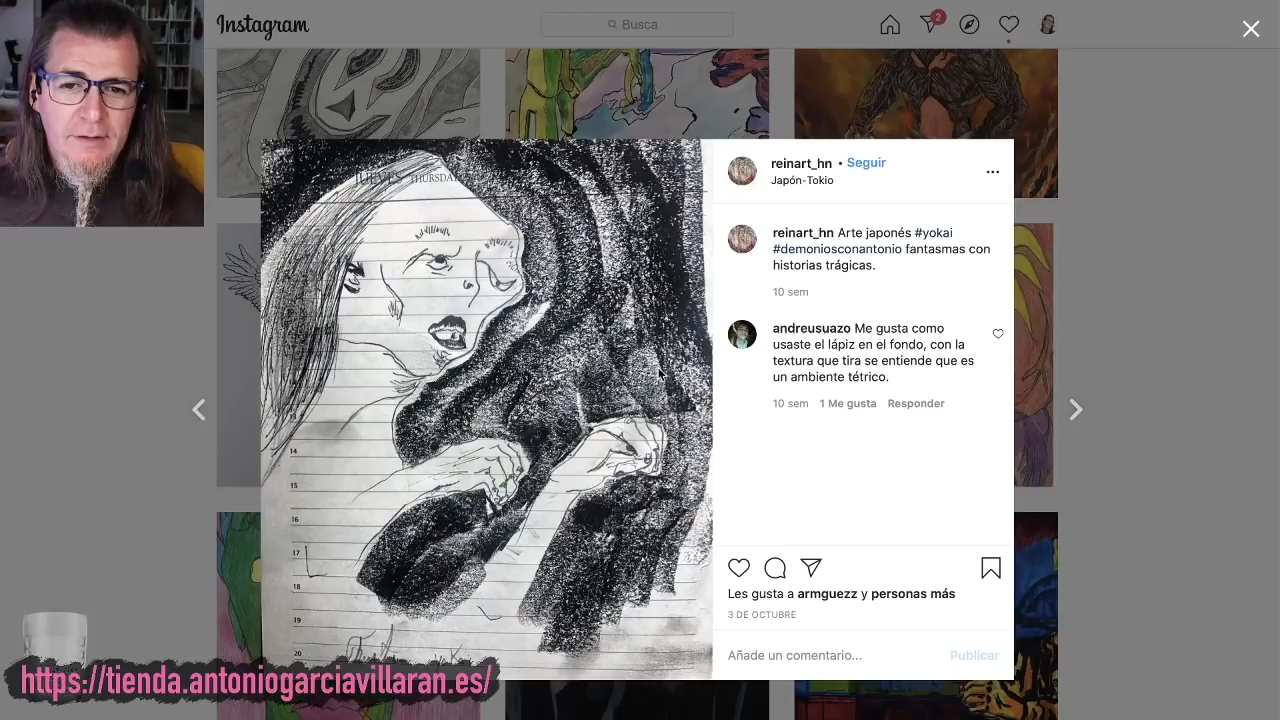 Instagram
Busca
2
JUEVES THURSDAY
reinart_hn • Seguir
Japón-Tokio
reinart_hn Arte japonés #yokai
#demoniosconantonio fantasmas con
historias trágicas.
10 sem
andreusuazo Me gusta como
usaste el lápiz en el fondo, con la
textura que tira se entiende que es
un ambiente tétrico.
10 sem 1 Me gusta Responder
14
15
16
17
18
19
20
Les gusta a armguezz y personas más
3 DE OCTUBRE
Añade un comentario... Publicar
https://tienda.antoniogarciavillaran.es/